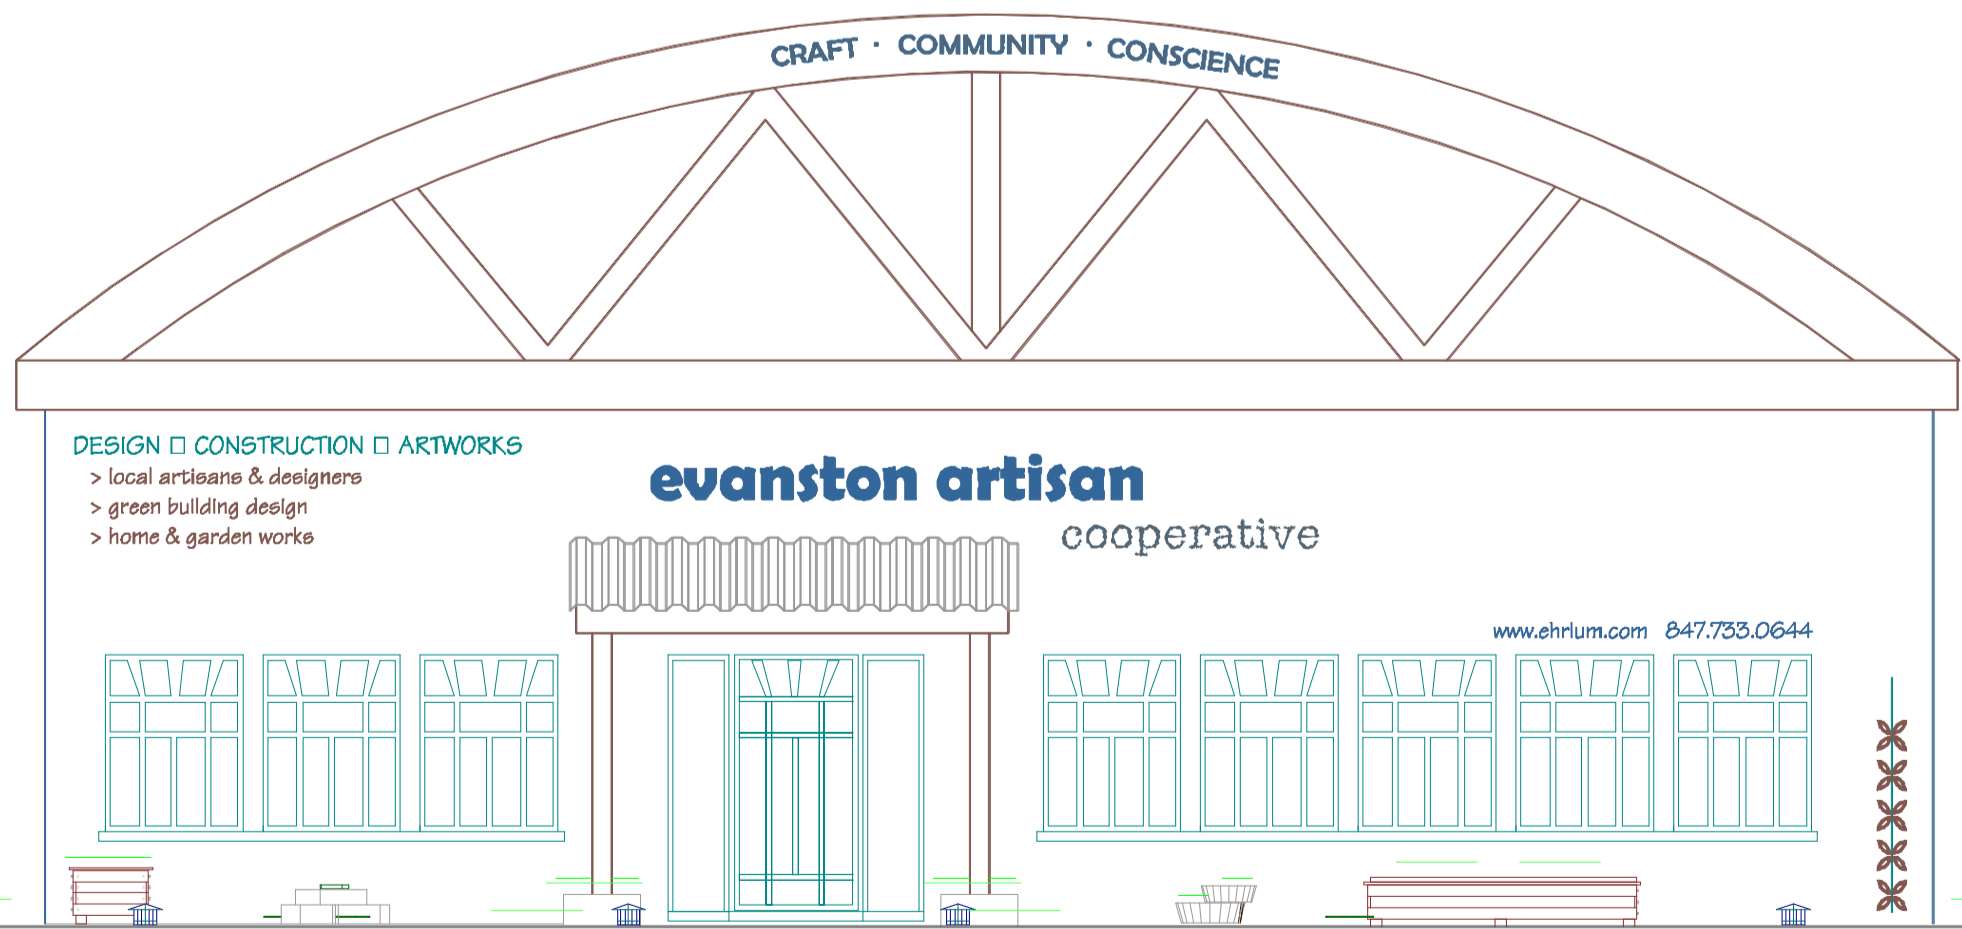 CRAFT · COMMUNITY · CONSCIENCE
DESIGN □ CONSTRUCTION □ ARTWORKS
> local artisans & designers
> green building design
> home & garden works
evanston artisan
cooperative
www.ehrlum.com 847.733.0644